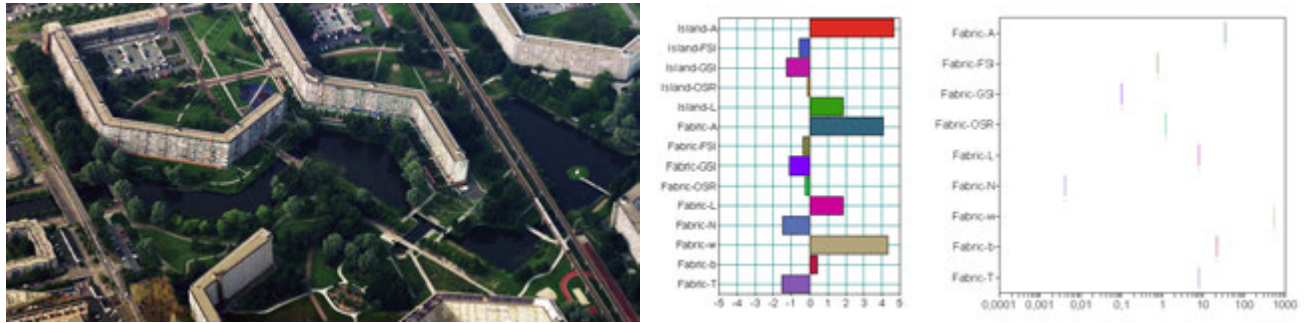 Island-A
Island-FSI
Island-GSI
Island-OSR
Island-L
Fabric-A
Fabric-FSI
Fabric-GSI
Fabric-OSR
Fabric-L
Fabric-N
Fabric-w
Fabric-b
Fabric-T
-5 -4 -3 -2 -1 0 1 2 3 4 5
Fabric-A
Fabric-FSI
Fabric-GSI
Fabric-OSR
Fabric-L
Fabric-N
Fabric-w
Fabric-b
Fabric-T
0,0001 0,001 0,01 0,1 1 10 100 1000